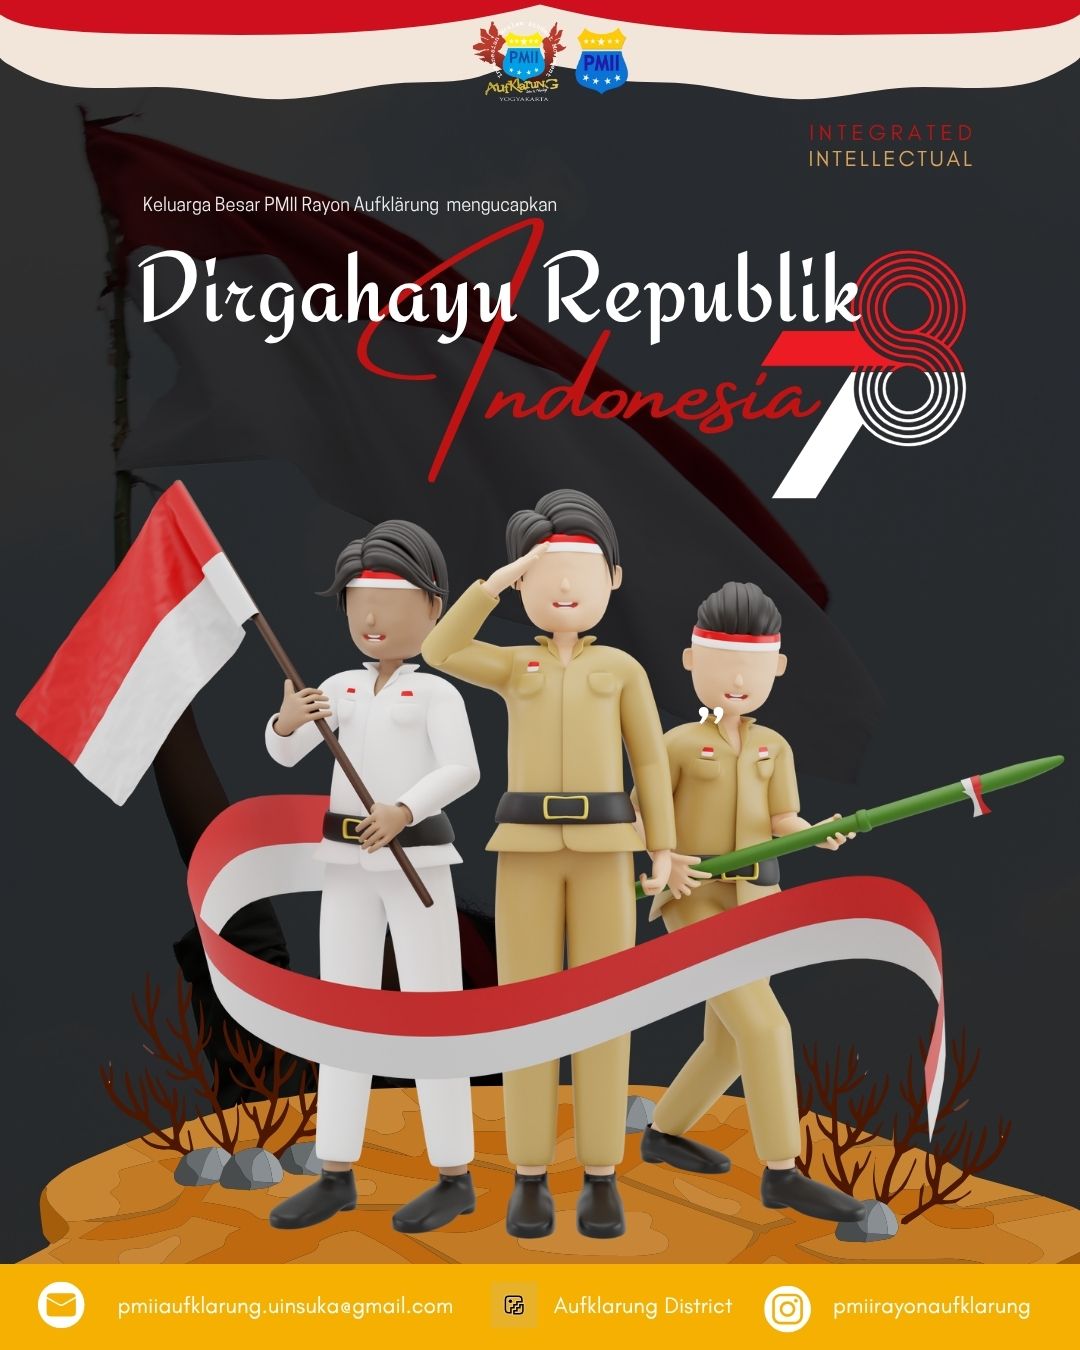 PMII
AufKlarunG
YOGYAKARTA
PMII
INTEGRATED
INTELLECTUAL
Keluarga Besar PMII Rayon Aufklärung mengucapkan
Dirgahayu Republik
Indonesia
78
”
pmiiaufklarung.uinsuka@gmail.com
Aufklarung District
pmiirayonaufklarung